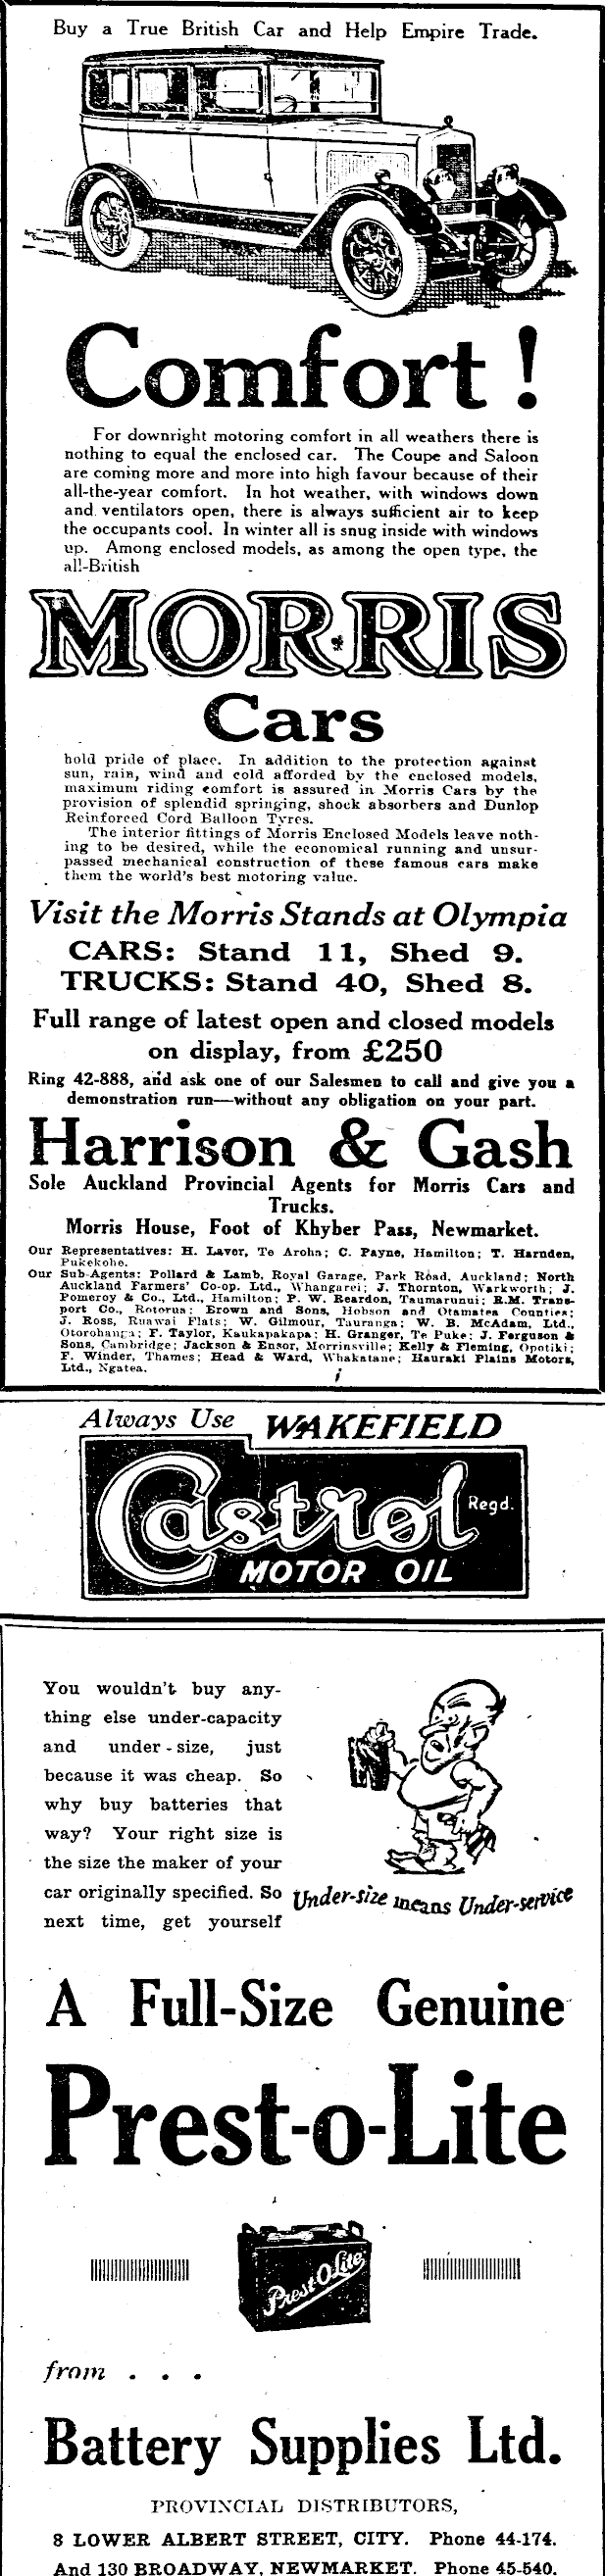 Buy a True British Car and Help Empire Trade.
Comfort!
For downright motoring comfort in all weathers there is
nothing to equal the enclosed car. The Coupe and Saloon
are coming more and more into high favour because of their
all-the-year comfort. In hot weather, with windows down
and ventilators open, there is always sufficient air to keep
the occupants cool. In winter all is snug inside with windows
up. Among enclosed models, as among the open type, the
all-British
MORRIS
Cars
hold pride of place. In addition to the protection against
sun, rain, wind and cold afforded by the enclosed models,
maximum riding comfort is assured in Morris Cars by the
provision of splendid springing, shock absorbers and Dunlop
Reinforced Cord Balloon Tyres.
The interior fittings of Morris Enclosed Models leave noth-
ing to be desired, while the economical running and unsur-
passed mechanical construction of these famous cars make
them the world's best motoring value.
Visit the Morris Stands at Olympia
CARS: Stand 11, Shed 9.
TRUCKS: Stand 40, Shed 8.
Full range of latest open and closed models
on display, from £250
Ring 42-888, and ask one of our Salesmen to call and give you a
demonstration run—without any obligation on your part.
Harrison & Gash
Sole Auckland Provincial Agents for Morris Cars and
Trucks.
Morris House, Foot of Khyber Pass, Newmarket.
Our Representatives: H. Laver, Te Aroha; C. Payne, Hamilton; T. Harnden,
Pukekohe.
Our Sub-Agents: Pollard & Lamb, Royal Garage, Park Road, Auckland; North
Auckland Farmers' Co-op. Ltd., Whangarei; J. Thornton, Warkworth; J.
Pomeroy & Co., Ltd., Hamilton; P. W. Reardon, Taumarunui; R.M. Trans-
port Co., Rotorua; Brown and Sons, Hobson and Otamatea Counties;
J. Ross, Ruawai Flats; W. Gilmour, Tauranga; W. B. McAdam, Ltd.,
Otorohanga; F. Taylor, Kaukapakapa; H. Granger, Te Puke; J. Ferguson &
Sons, Cambridge; Jackson & Ensor, Morrinsville; Kelly & Fleming, Opotiki;
F. Winder, Thames; Head & Ward, Whakatane; Hauraki Plains Motors,
Ltd., Ngatea.
Always Use WAKEFIELD
Castrol Regd.
MOTOR OIL
You wouldn't buy any-
thing else under-capacity
and under-size, just
because it was cheap. So
why buy batteries that
way? Your right size is
the size the maker of your
car originally specified. So
next time, get yourself
Under-size means Under-service
A Full-Size Genuine
Prest-o-Lite
Prest-O-Lite
from . . .
Battery Supplies Ltd.
PROVINCIAL DISTRIBUTORS,
8 LOWER ALBERT STREET, CITY. Phone 44-174.
And 130 BROADWAY, NEWMARKET. Phone 45-540.